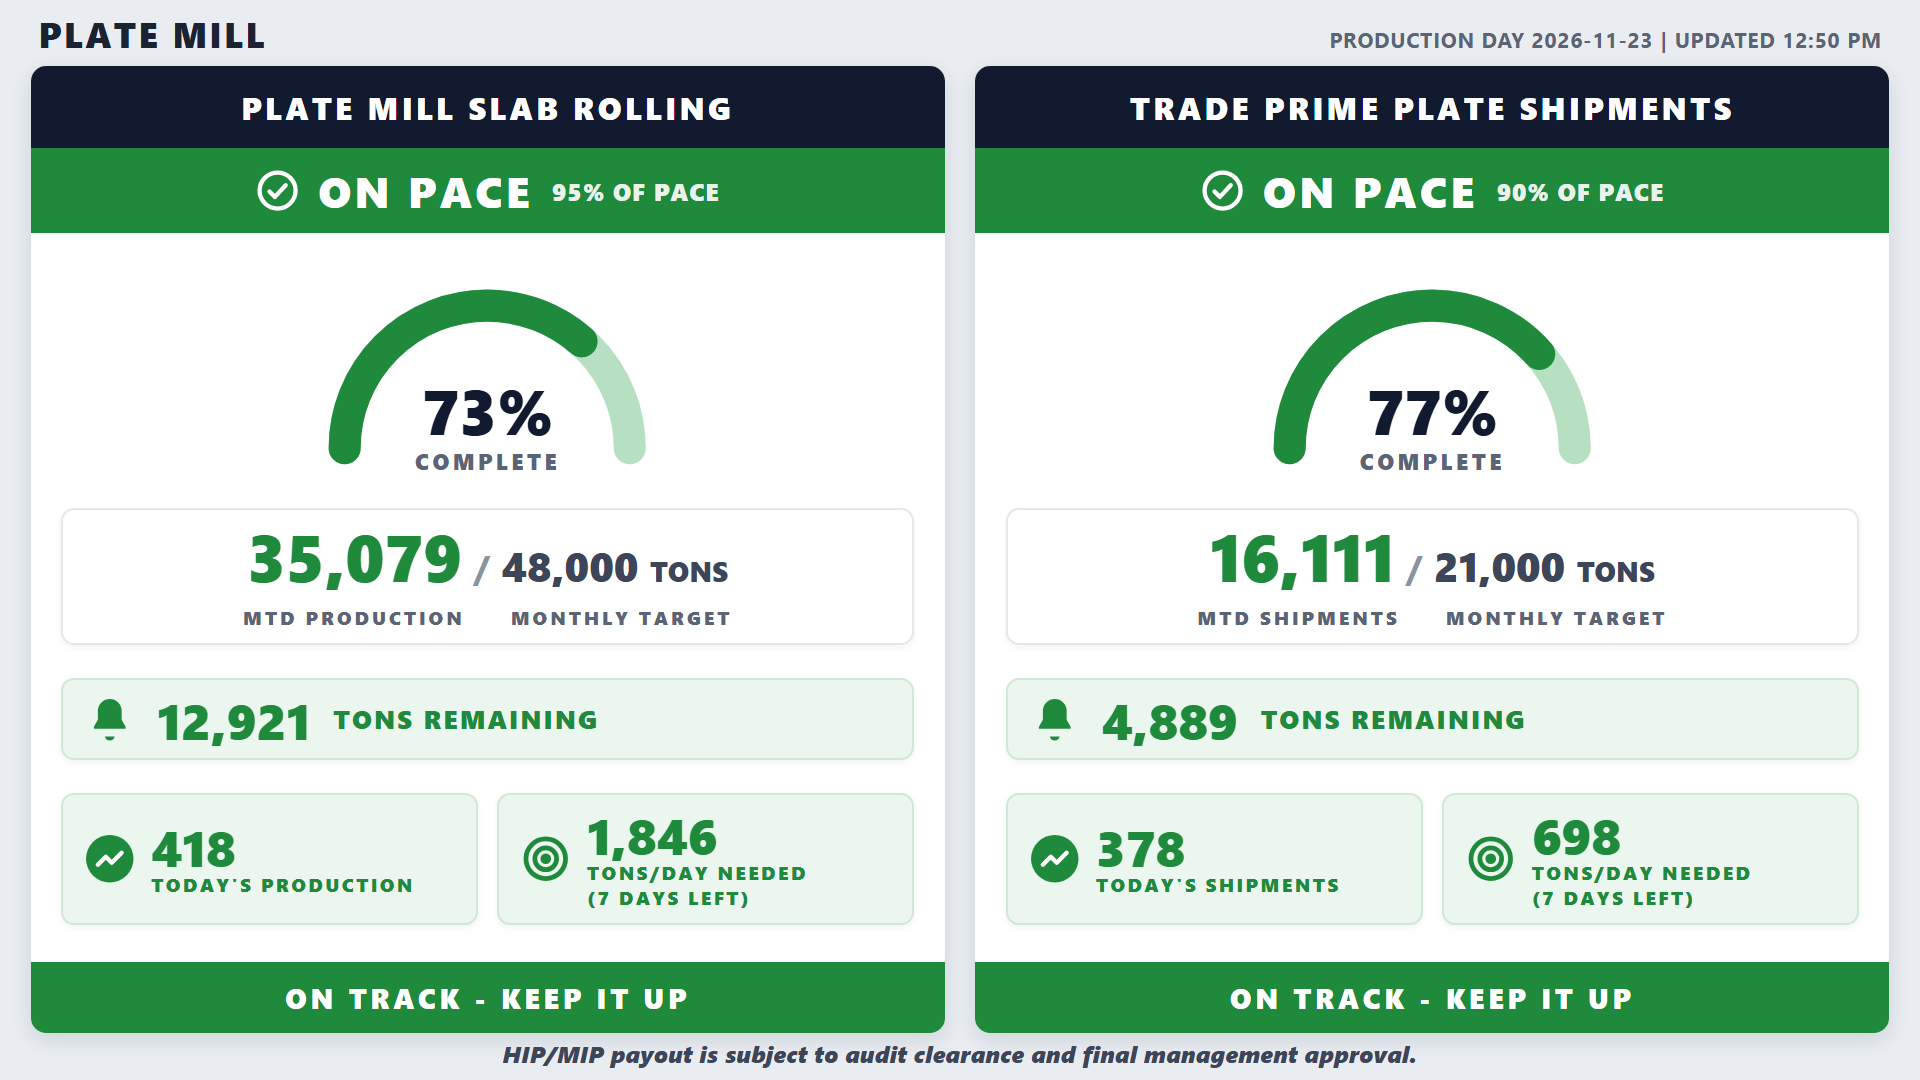 PLATE MILL
PRODUCTION DAY 2026-11-23 | UPDATED 12:50 PM
PLATE MILL SLAB ROLLING
ON PACE 95% OF PACE
73%
COMPLETE
35,079 / 48,000 TONS
MTD PRODUCTION MONTHLY TARGET
12,921 TONS REMAINING
418
TODAY'S PRODUCTION
1,846
TONS/DAY NEEDED
(7 DAYS LEFT)
ON TRACK - KEEP IT UP
TRADE PRIME PLATE SHIPMENTS
ON PACE 90% OF PACE
77%
COMPLETE
16,111 / 21,000 TONS
MTD SHIPMENTS MONTHLY TARGET
4,889 TONS REMAINING
378
TODAY'S SHIPMENTS
698
TONS/DAY NEEDED
(7 DAYS LEFT)
ON TRACK - KEEP IT UP
HIP/MIP payout is subject to audit clearance and final management approval.